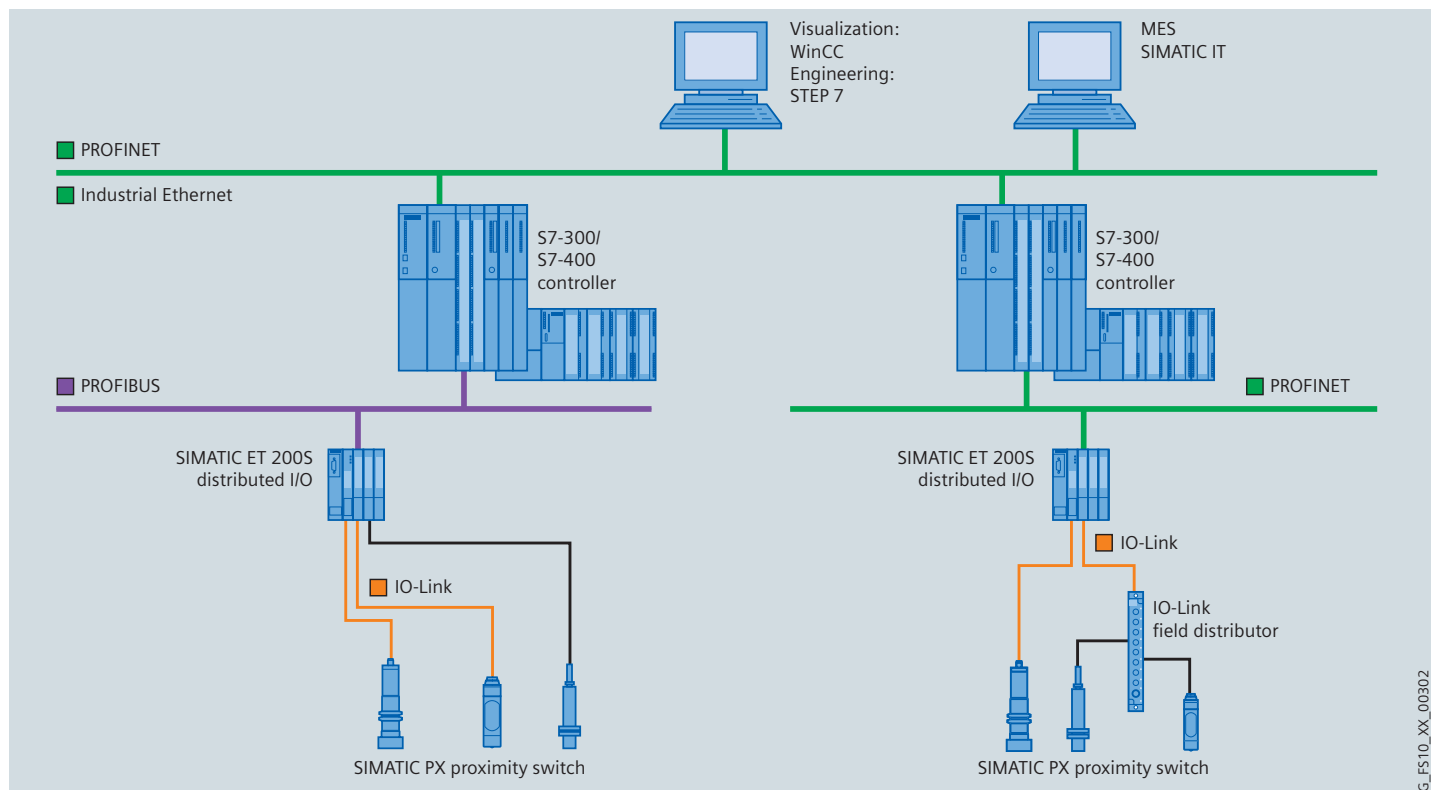 Visualization:
WinCC
Engineering:
STEP 7
MES
SIMATIC IT
PROFINET
Industrial Ethernet
S7-300/
S7-400
controller
S7-300/
S7-400
controller
PROFIBUS
PROFINET
SIMATIC ET 200S
distributed I/O
SIMATIC ET 200S
distributed I/O
IO-Link
IO-Link
IO-Link
field distributor
SIMATIC PX proximity switch
SIMATIC PX proximity switch
G_FS10_XX_00302